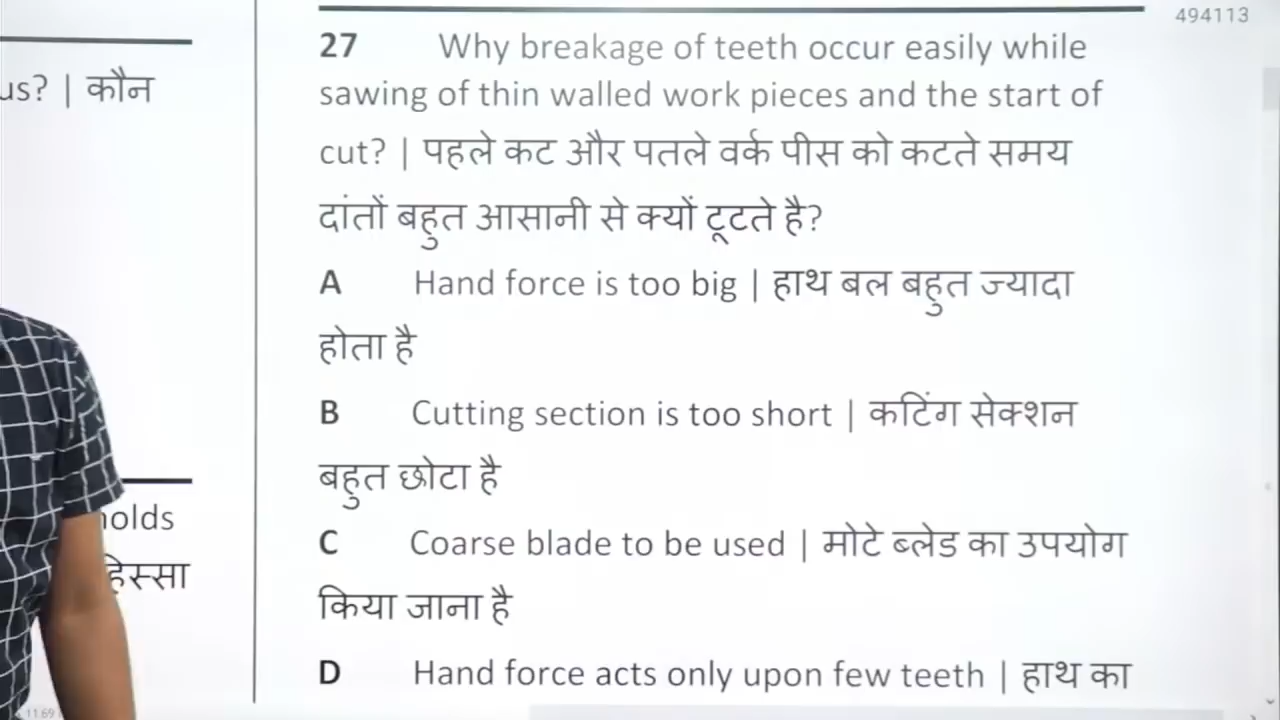 494113
us? | कौन
holds
हिस्सा
27 Why breakage of teeth occur easily while
sawing of thin walled work pieces and the start of
cut? | पहले कट और पतले वर्क पीस को कटते समय
दांतों बहुत आसानी से क्यों टूटते है?
A Hand force is too big | हाथ बल बहुत ज्यादा
होता है
B Cutting section is too short | कटिंग सेक्शन
बहुत छोटा है
C Coarse blade to be used | मोटे ब्लेड का उपयोग
किया जाना है
D Hand force acts only upon few teeth | हाथ का
11.69